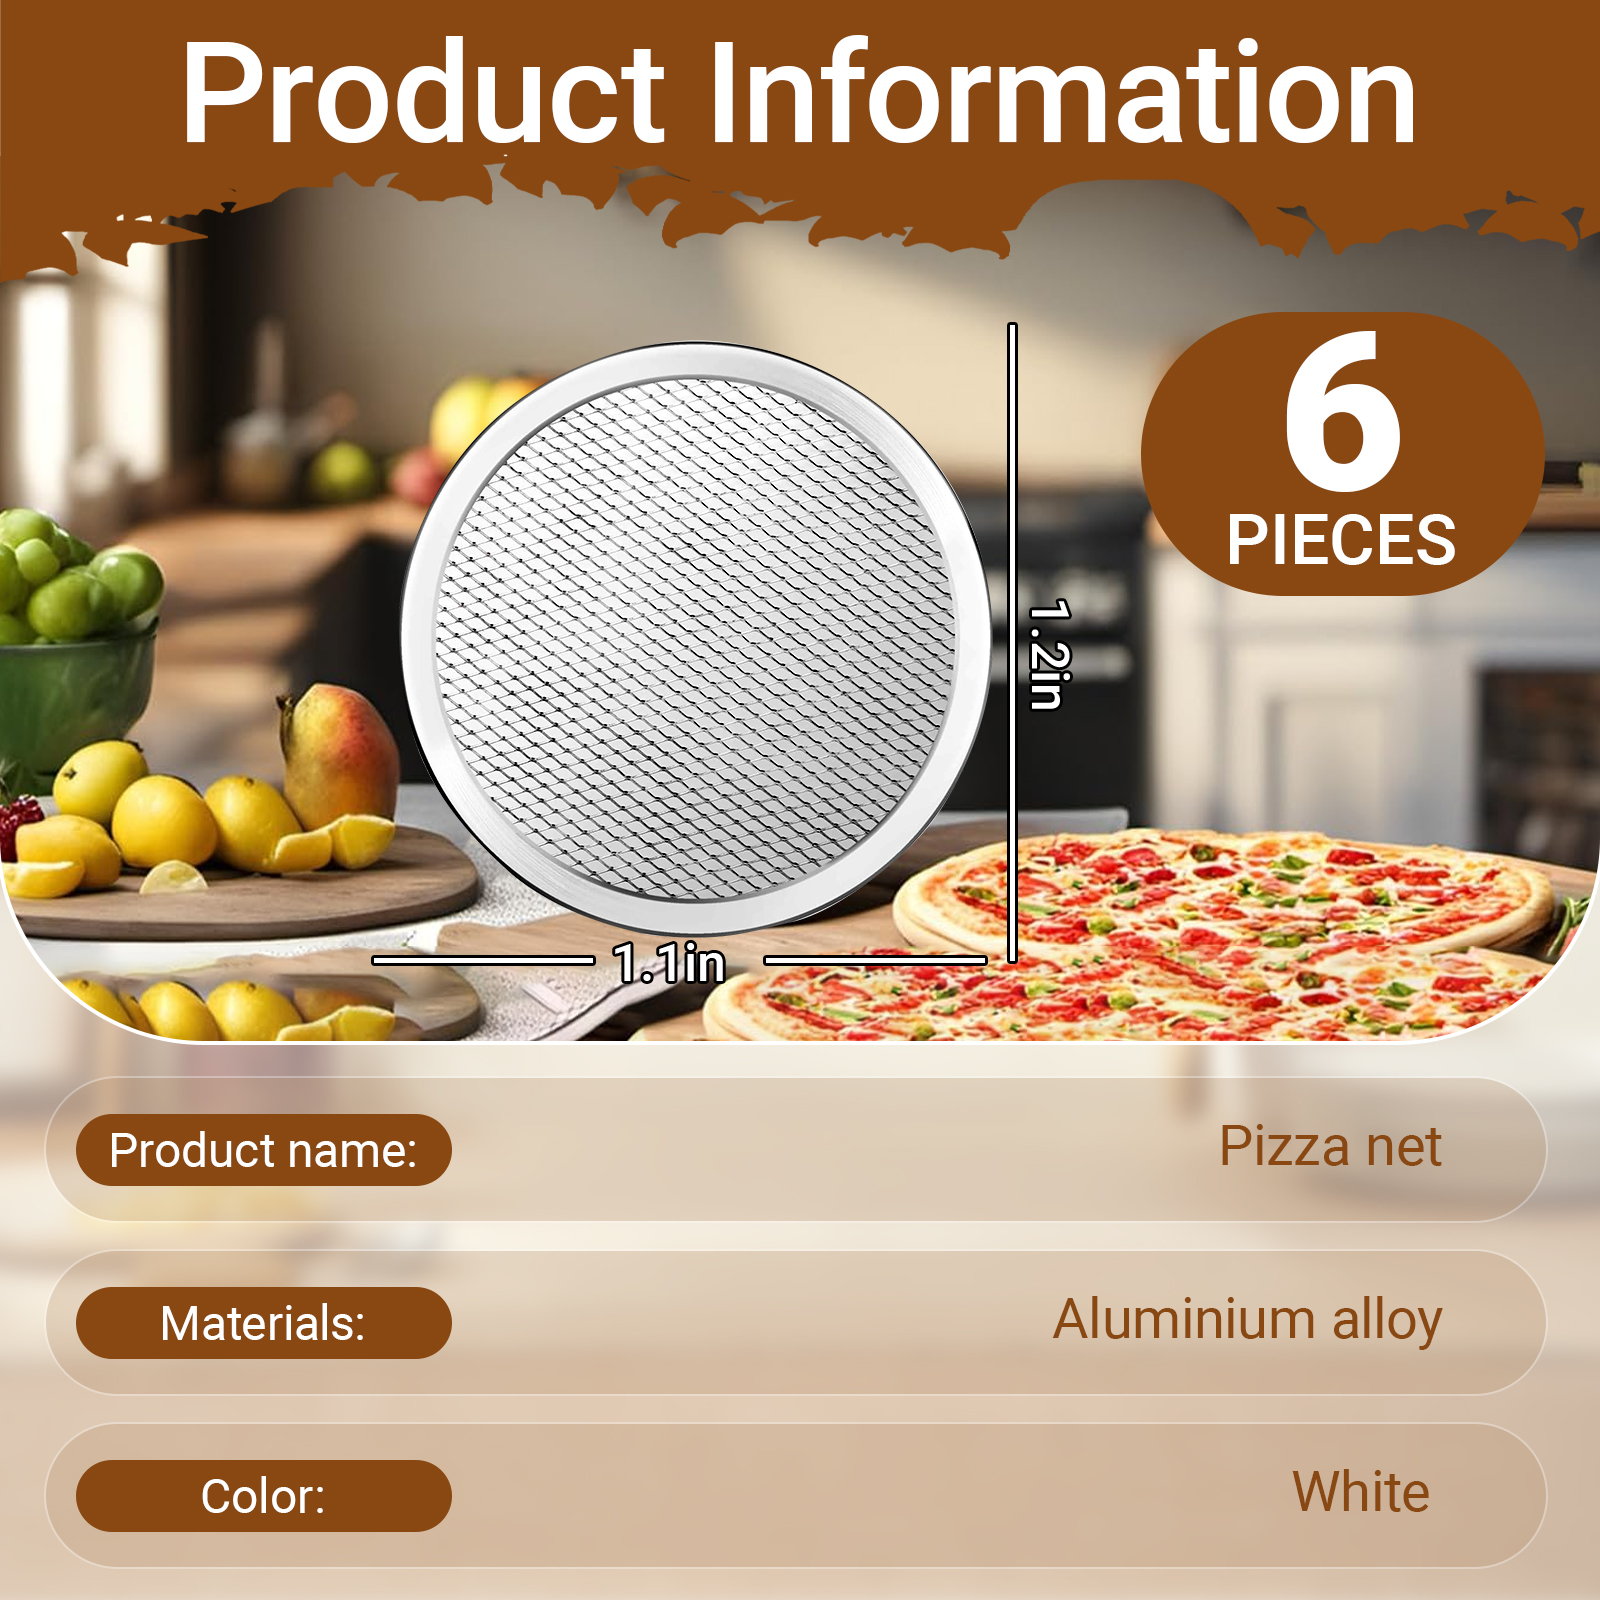 Product Information
6
PIECES
1.2in
1.1in
Product name:
Pizza net
Materials:
Aluminium alloy
Color:
White